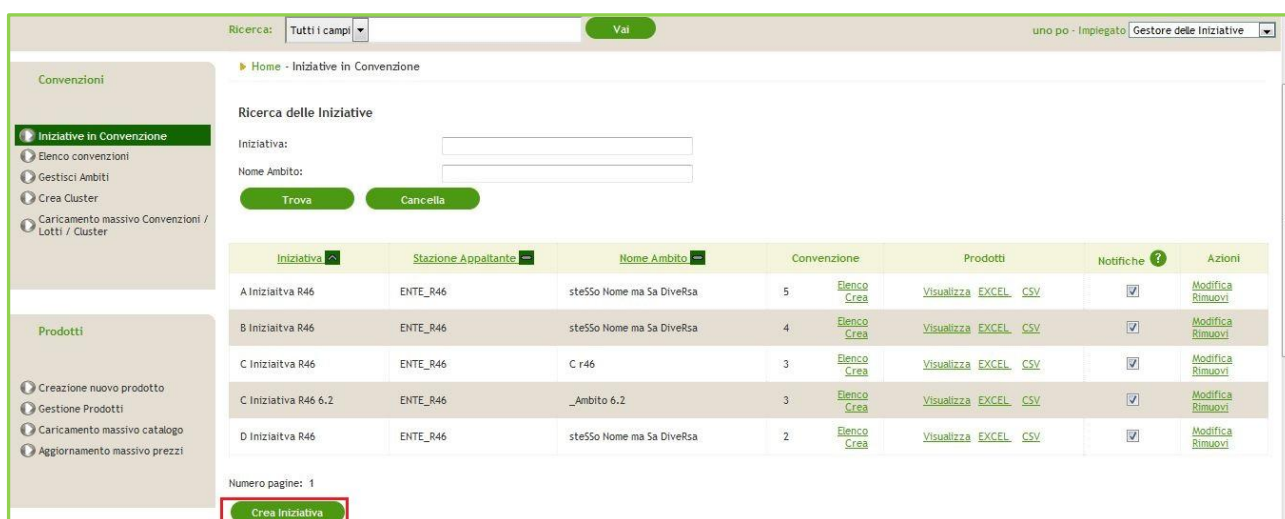 Ricerca: Tutti i campi Vai uno po - Impiegato Gestore delle Iniziative
Home - Iniziative in Convenzione
Convenzioni
Iniziative in Convenzione
Elenco convenzioni
Gestisci Ambiti
Crea Cluster
Caricamento massivo Convenzioni /
Lotti / Cluster
Prodotti
Creazione nuovo prodotto
Gestione Prodotti
Caricamento massivo catalogo
Aggiornamento massivo prezzi
Ricerca delle Iniziative
Iniziativa:
Nome Ambito:
Trova Cancella
Iniziativa Stazione Appaltante Nome Ambito Convenzione Prodotti Notifiche ? Azioni
A Iniziaitva R46 ENTE_R46 steSSo Nome ma Sa DiveRsa 5 Elenco Visualizza EXCEL CSV Modifica
Crea Rimuovi
B Iniziaitva R46 ENTE_R46 steSSo Nome ma Sa DiveRsa 4 Elenco Visualizza EXCEL CSV Modifica
Crea Rimuovi
C Iniziaitva R46 ENTE_R46 C r46 3 Elenco Visualizza EXCEL CSV Modifica
Crea Rimuovi
C Iniziativa R46 6.2 ENTE_R46 _Ambito 6.2 3 Elenco Visualizza EXCEL CSV Modifica
Crea Rimuovi
D Iniziaitva R46 ENTE_R46 steSSo Nome ma Sa DiveRsa 2 Elenco Visualizza EXCEL CSV Modifica
Crea Rimuovi
Numero pagine: 1
Crea Iniziativa